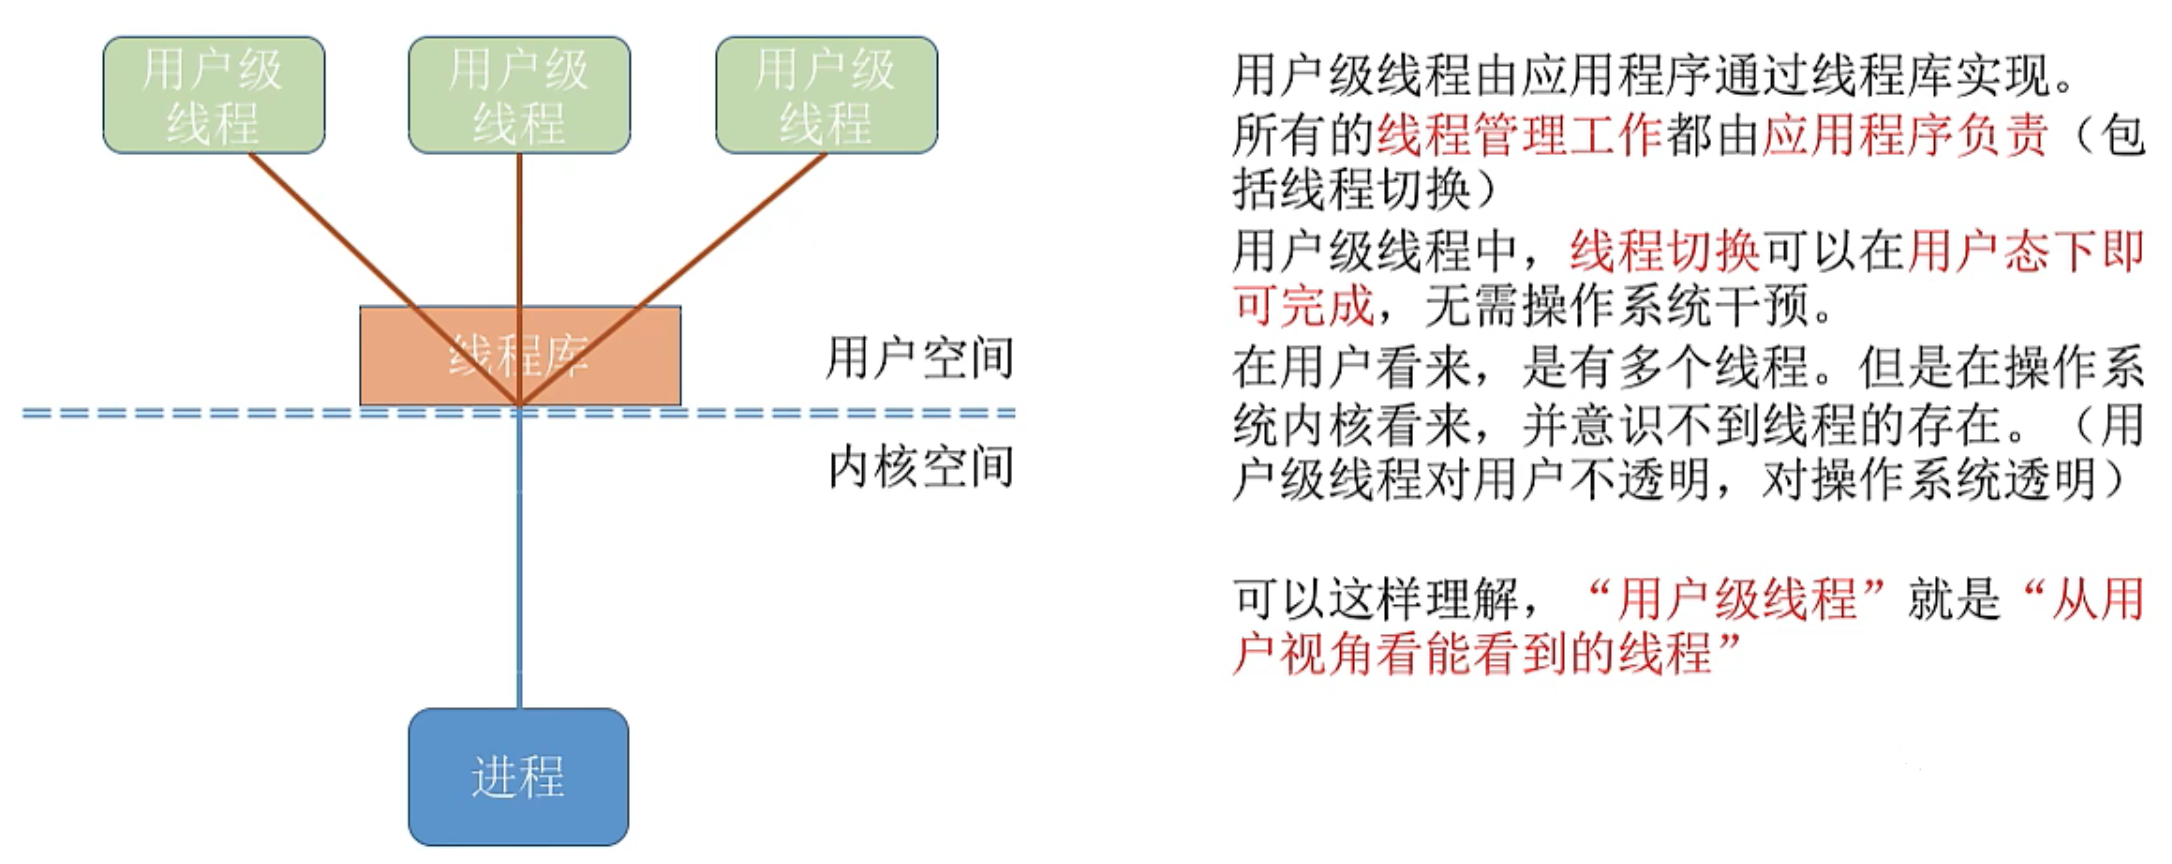 用户级
线程
用户级
线程
用户级
线程
线程库
用户空间
内核空间
进程
用户级线程由应用程序通过线程库实现。
所有的线程管理工作都由应用程序负责（包
括线程切换）
用户级线程中，线程切换可以在用户态下即
可完成，无需操作系统干预。
在用户看来，是有多个线程。但是在操作系
统内核看来，并意识不到线程的存在。（用
户级线程对用户不透明，对操作系统透明）
可以这样理解，“用户级线程”就是“从用
户视角看能看到的线程”